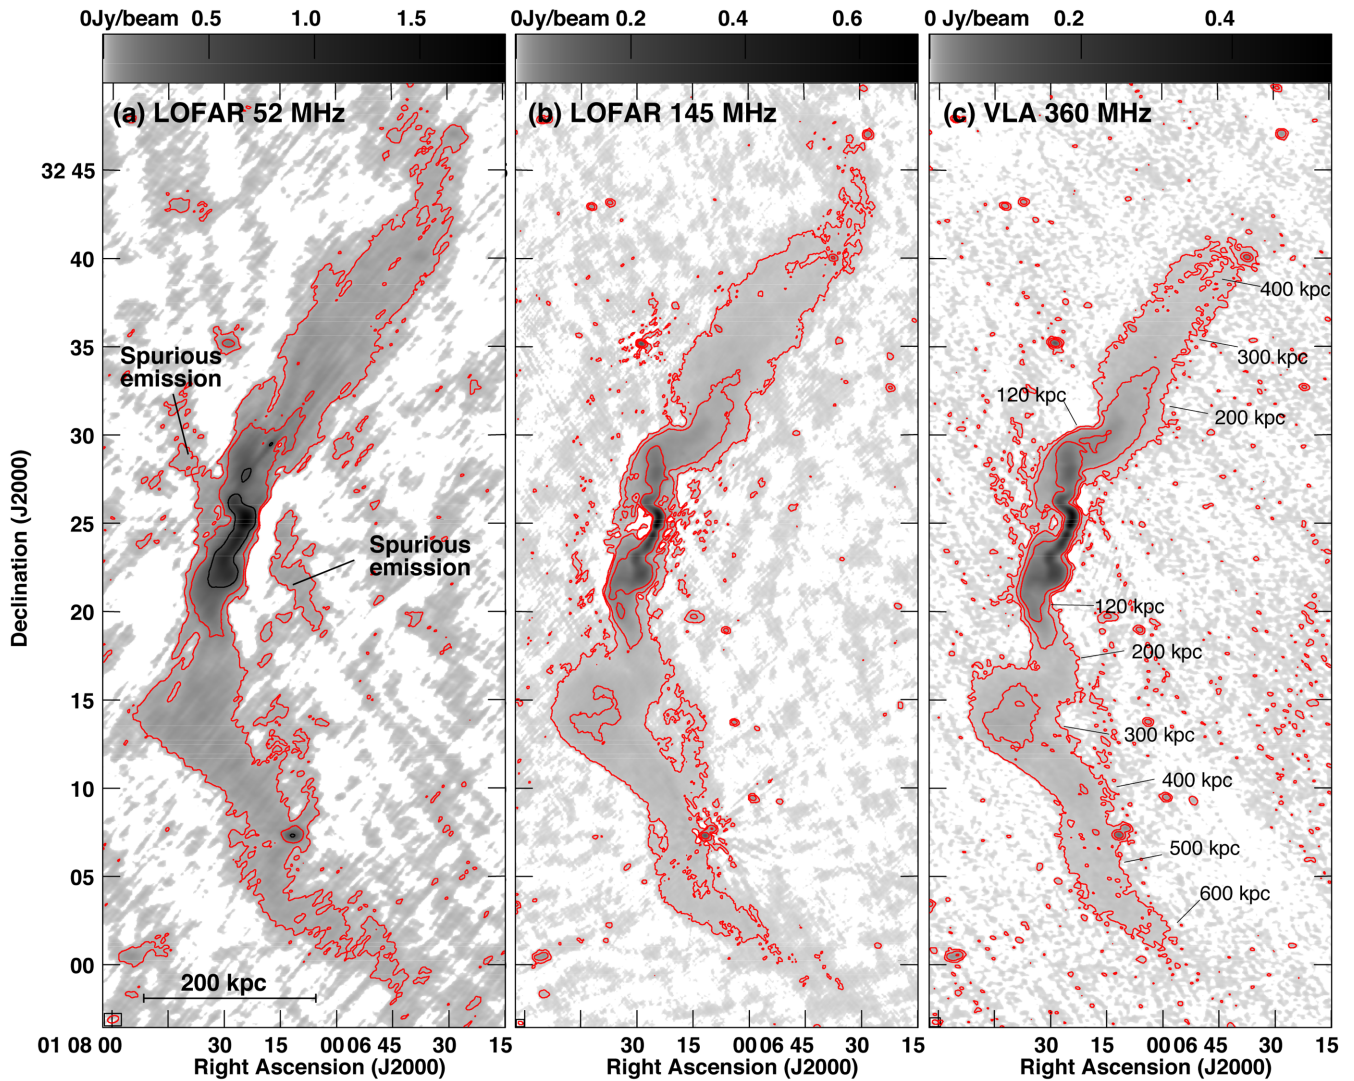 0Jy/beam 0.5 1.0 1.5
0Jy/beam 0.2 0.4 0.6
0 Jy/beam 0.2 0.4
(a) LOFAR 52 MHz
(b) LOFAR 145 MHz
(c) VLA 360 MHz
32 45
40
35
30
25
20
15
10
05
00
Declination (J2000)
Spurious
emission
Spurious
emission
200 kpc
400 kpc
300 kpc
120 kpc
200 kpc
120 kpc
200 kpc
300 kpc
400 kpc
500 kpc
600 kpc
01 08 00 45 30 15 00 06 45 30 15
30 15 00 06 45 30 15
30 15 00 06 45 30 15
Right Ascension (J2000)
Right Ascension (J2000)
Right Ascension (J2000)